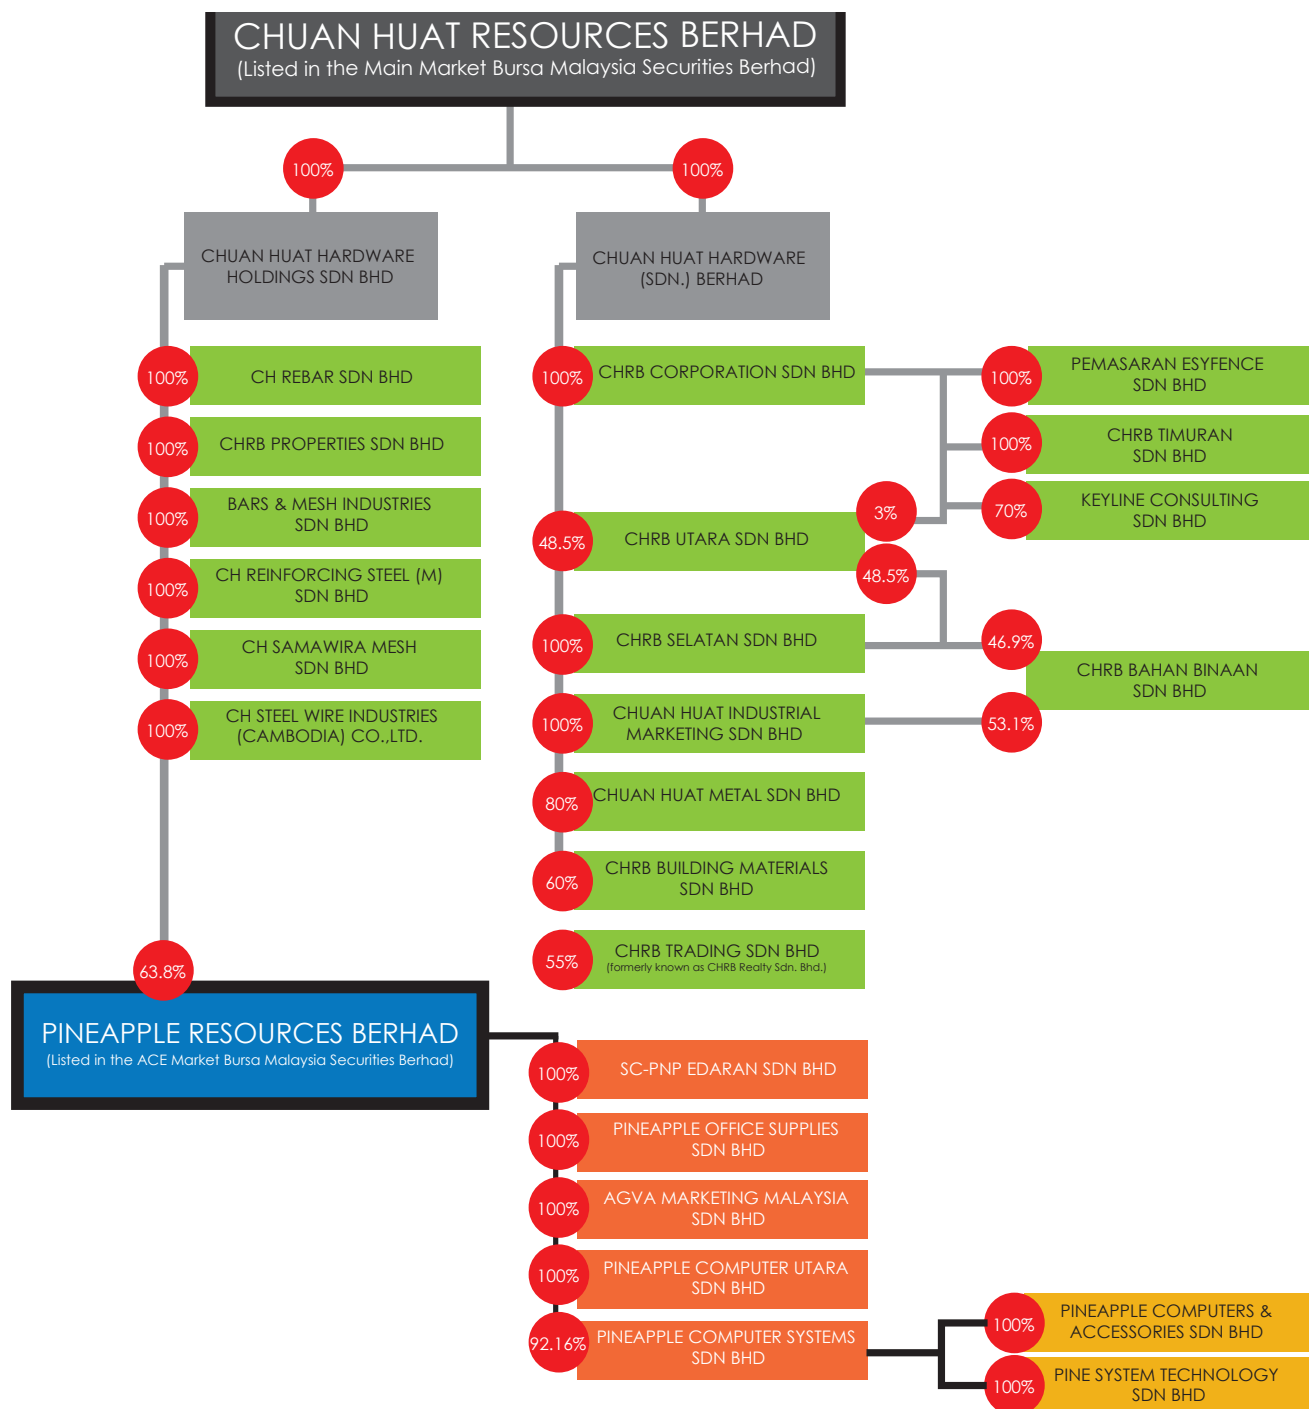 CHUAN HUAT RESOURCES BERHAD
(Listed in the Main Market Bursa Malaysia Securities Berhad)
100%
100%
CHUAN HUAT HARDWARE
HOLDINGS SDN BHD
CHUAN HUAT HARDWARE
(SDN.) BERHAD
100%
CH REBAR SDN BHD
100%
CHRB PROPERTIES SDN BHD
100%
BARS & MESH INDUSTRIES
SDN BHD
100%
CH REINFORCING STEEL (M)
SDN BHD
100%
CH SAMAWIRA MESH
SDN BHD
100%
CH STEEL WIRE INDUSTRIES
(CAMBODIA) CO.,LTD.
100%
CHRB CORPORATION SDN BHD
100%
PEMASARAN ESYFENCE
SDN BHD
100%
CHRB TIMURAN
SDN BHD
70%
KEYLINE CONSULTING
SDN BHD
48.5%
CHRB UTARA SDN BHD
3%
48.5%
100%
CHRB SELATAN SDN BHD
46.9%
CHRB BAHAN BINAAN
SDN BHD
100%
CHUAN HUAT INDUSTRIAL
MARKETING SDN BHD
53.1%
80%
CHUAN HUAT METAL SDN BHD
60%
CHRB BUILDING MATERIALS
SDN BHD
55%
CHRB TRADING SDN BHD
(formerly known as CHRB Realty Sdn. Bhd.)
63.8%
PINEAPPLE RESOURCES BERHAD
(Listed in the ACE Market Bursa Malaysia Securities Berhad)
100%
SC-PNP EDARAN SDN BHD
100%
PINEAPPLE OFFICE SUPPLIES
SDN BHD
100%
AGVA MARKETING MALAYSIA
SDN BHD
100%
PINEAPPLE COMPUTER UTARA
SDN BHD
92.16%
PINEAPPLE COMPUTER SYSTEMS
SDN BHD
100%
PINEAPPLE COMPUTERS &
ACCESSORIES SDN BHD
100%
PINE SYSTEM TECHNOLOGY
SDN BHD